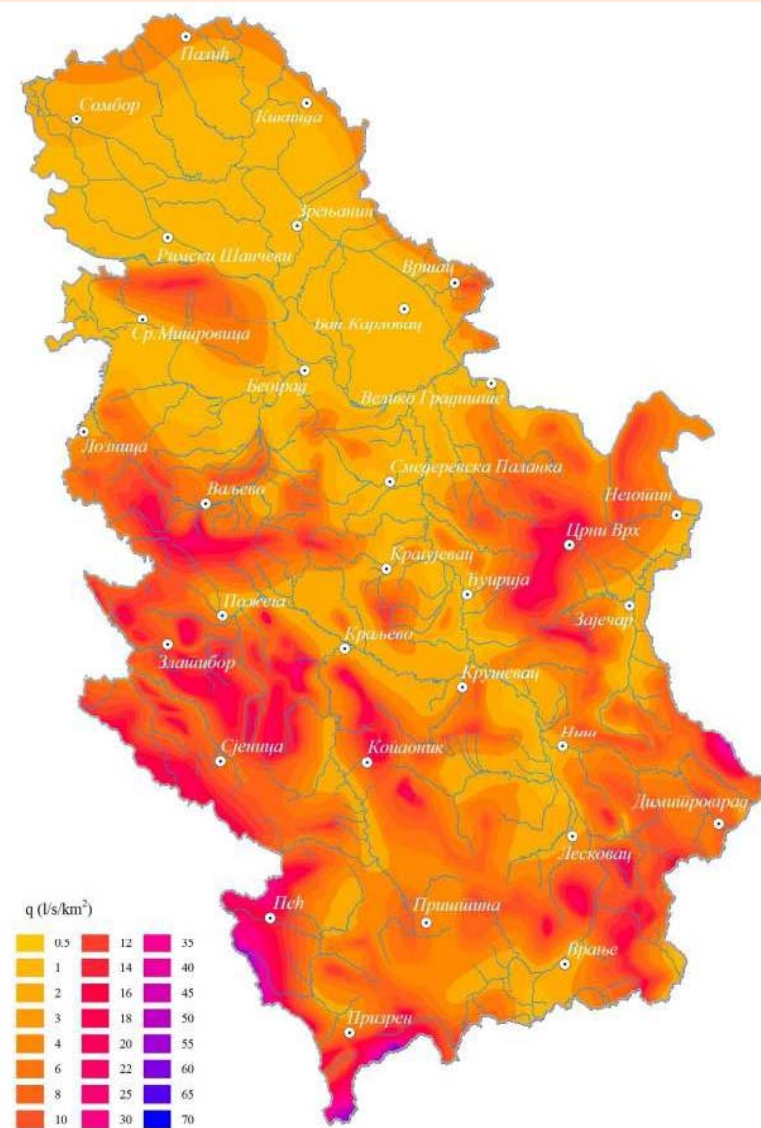 Палић
Сомбор
Кикинда
Зрењанин
Римски Шанчеви
Вршац
Бан.Карловац
Ср.Митровица
Београд
Велико Градиште
Лозница
Смедеревска Паланка
Ваљево
Неготин
Црни Врх
Крагујевац
Ћуприја
Пожега
Зајечар
Краљево
Златибор
Крушевац
Ниш
Сјеница
Копаоник
Димитровград
Лесковац
Пећ
Приштина
Врање
Призрен
q (l/s/km²)
0.5 12 35
1 14 40
2 16 45
3 18 50
4 20 55
6 22 60
8 25 65
10 30 70